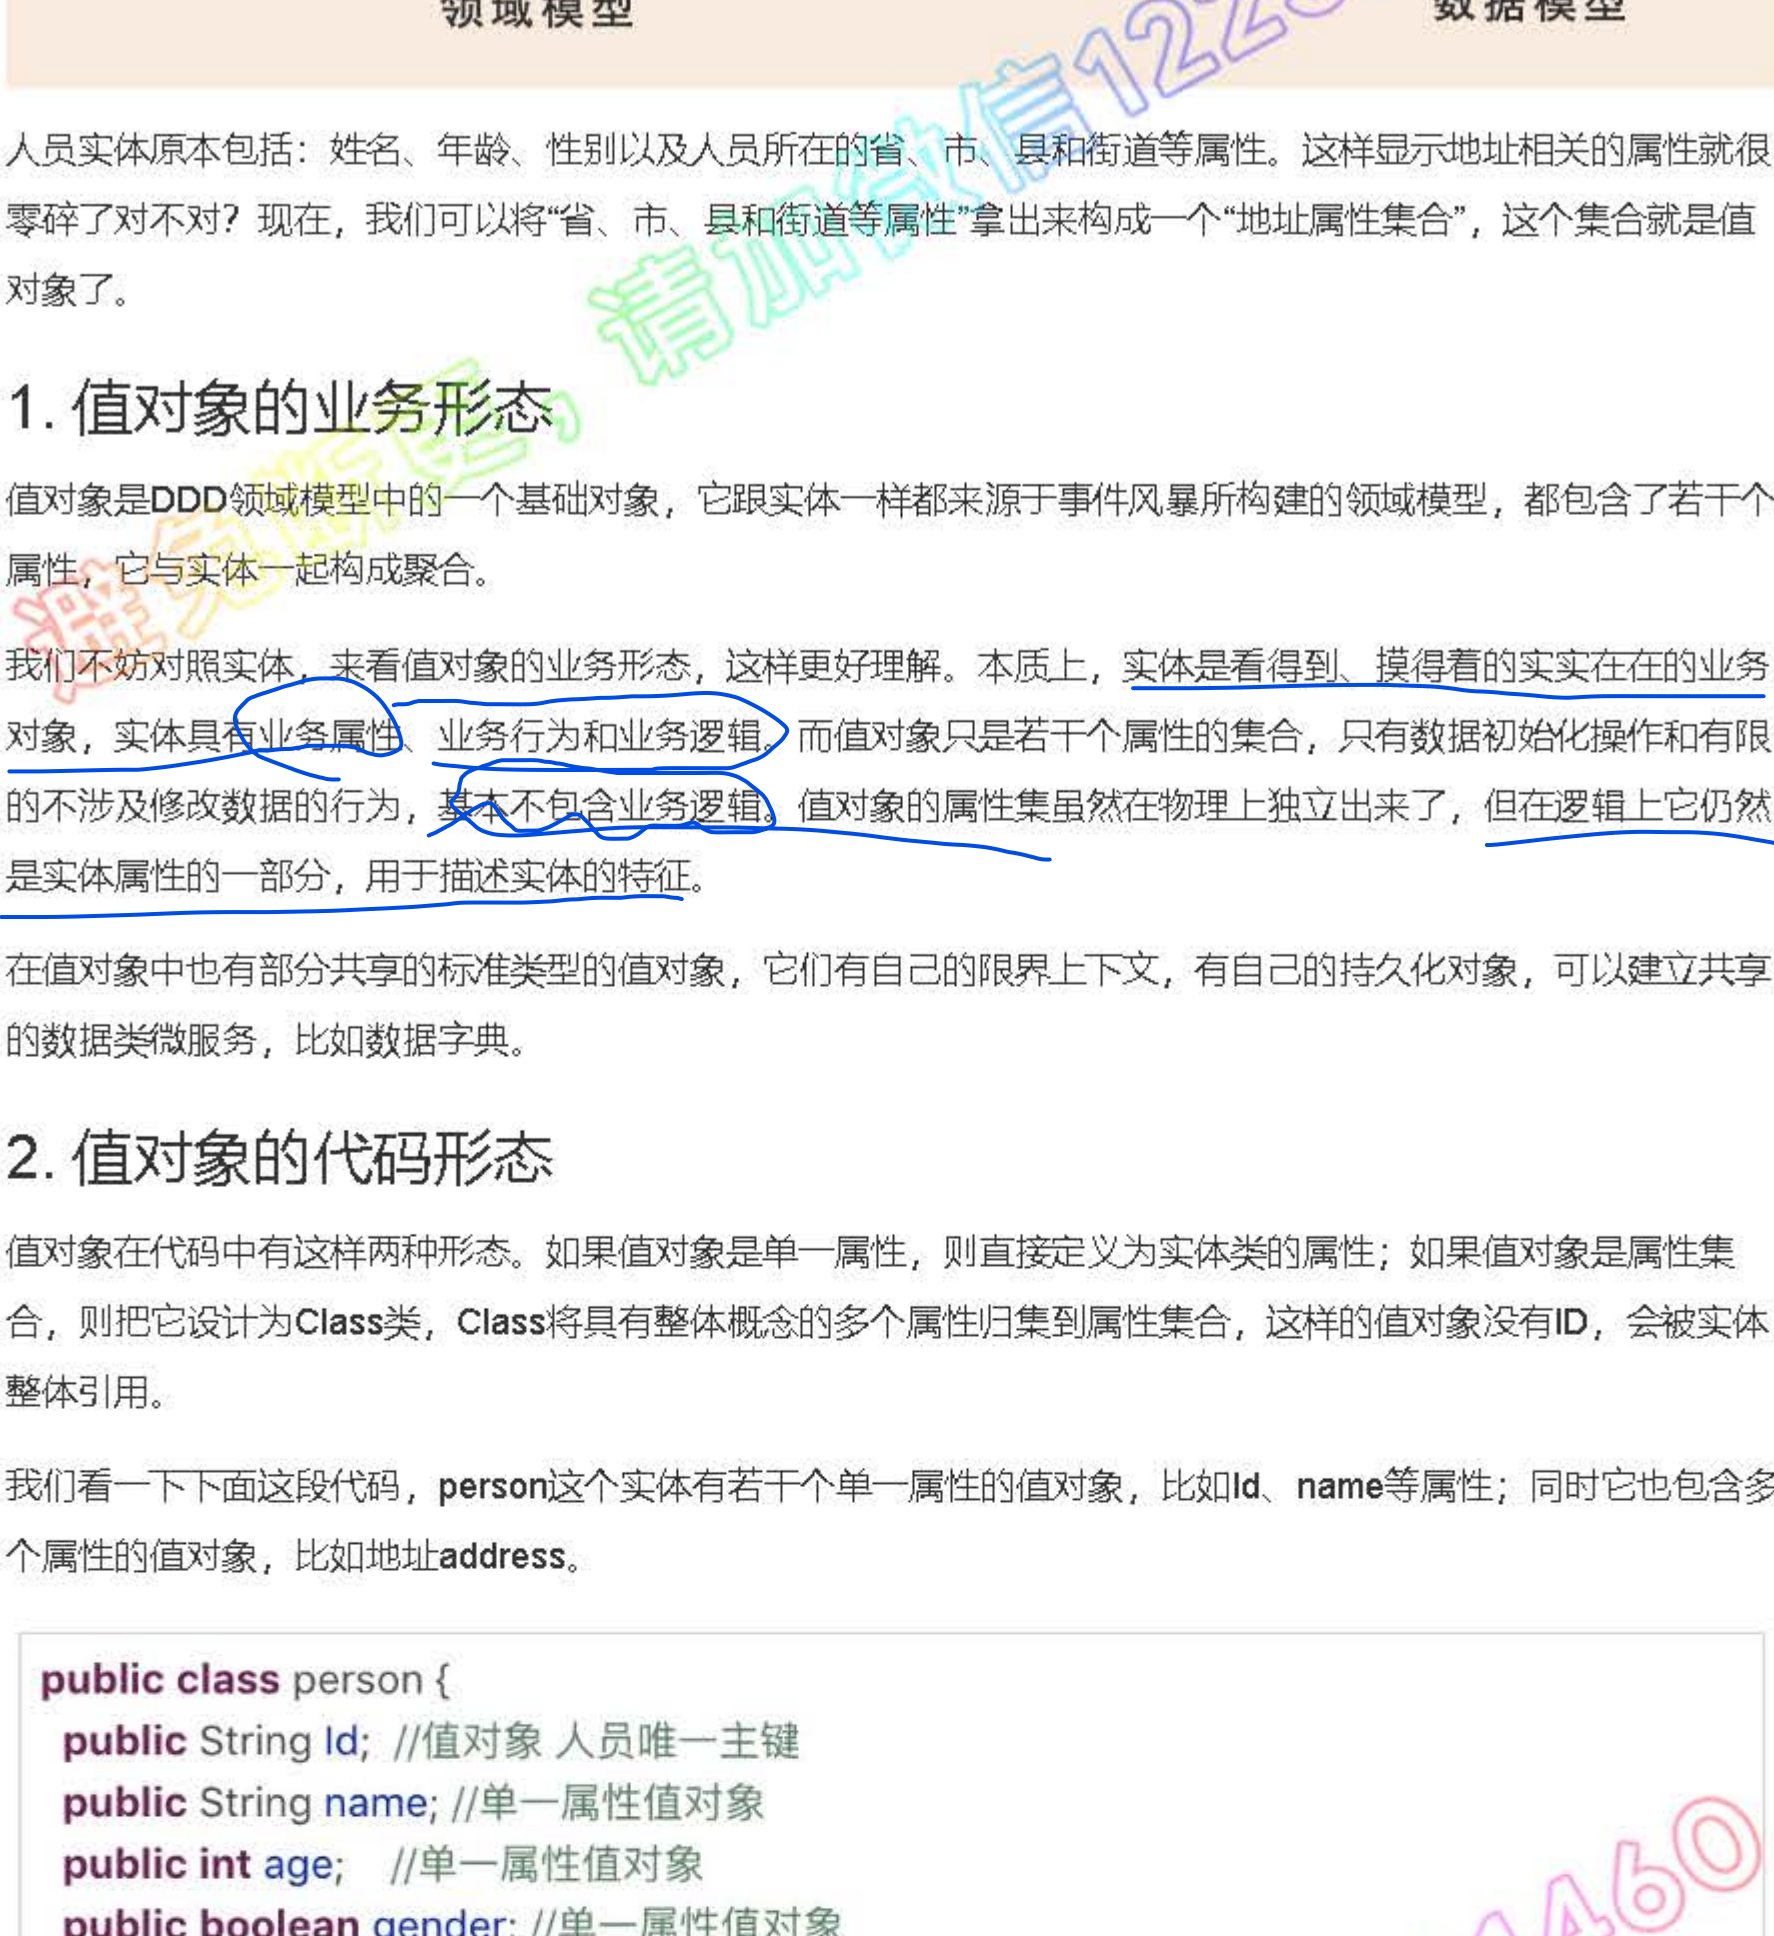 领域模型 数据模型
人员实体原本包括：姓名、年龄、性别以及人员所在的省、市、县和街道等属性。这样显示地址相关的属性就很
零碎了对不对？现在，我们可以将“省、市、县和街道等属性”拿出来构成一个“地址属性集合”，这个集合就是值
对象了。
1. 值对象的业务形态
值对象是DDD领域模型中的一个基础对象，它跟实体一样都来源于事件风暴所构建的领域模型，都包含了若干个
属性，它与实体一起构成聚合。
我们不妨对照实体，来看值对象的业务形态，这样更好理解。本质上，实体是看得到、摸得着的实实在在的业务
对象，实体具有业务属性、业务行为和业务逻辑。而值对象只是若干个属性的集合，只有数据初始化操作和有限
的不涉及修改数据的行为，基本不包含业务逻辑。值对象的属性集虽然在物理上独立出来了，但在逻辑上它仍然
是实体属性的一部分，用于描述实体的特征。
在值对象中也有部分共享的标准类型的值对象，它们有自己的限界上下文，有自己的持久化对象，可以建立共享
的数据类微服务，比如数据字典。
2. 值对象的代码形态
值对象在代码中有这样两种形态。如果值对象是单一属性，则直接定义为实体类的属性；如果值对象是属性集
合，则把它设计为Class类，Class将具有整体概念的多个属性归集到属性集合，这样的值对象没有ID，会被实体
整体引用。
我们看一下下面这段代码，person这个实体有若干个单一属性的值对象，比如Id、name等属性；同时它也包含多
个属性的值对象，比如地址address。
public class person {
public String Id; //值对象 人员唯一主键
public String name; //单一属性值对象
public int age; //单一属性值对象
public boolean gender; //单一属性值对象
避免断更，请加微信122
460